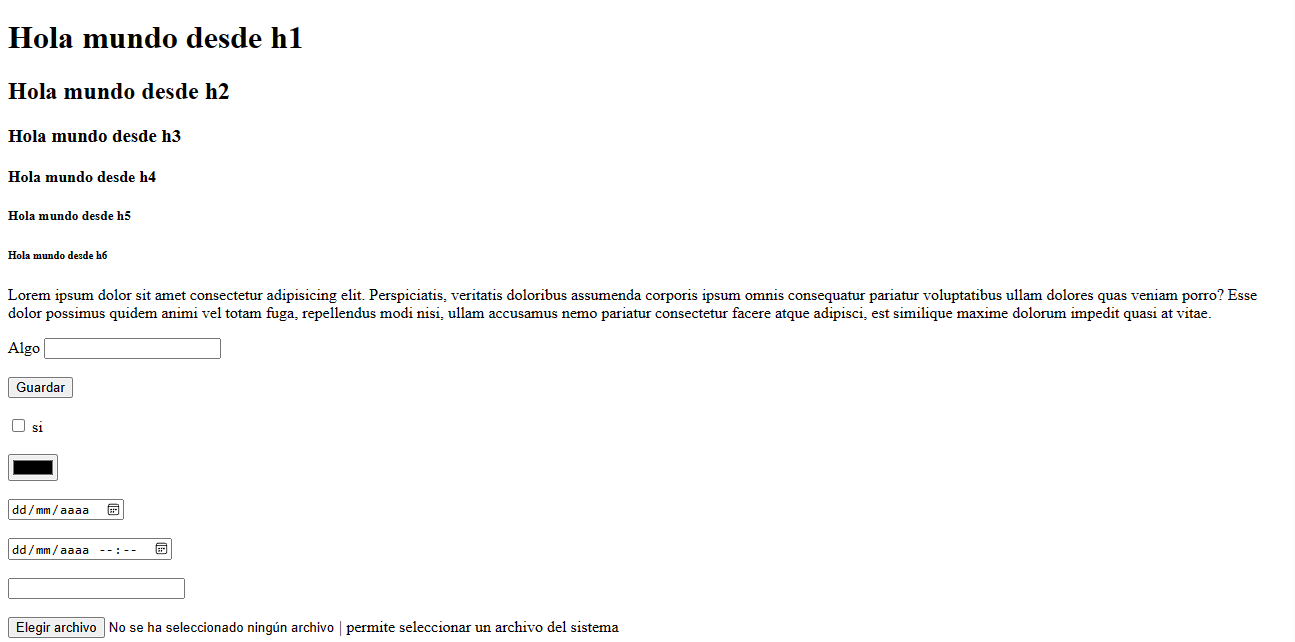 Hola mundo desde h1
Hola mundo desde h2
Hola mundo desde h3
Hola mundo desde h4
Hola mundo desde h5
Hola mundo desde h6
Lorem ipsum dolor sit amet consectetur adipisicing elit. Perspiciatis, veritatis doloribus assumenda corporis ipsum omnis consequatur pariatur voluptatibus ullam dolores quas veniam porro? Esse
dolor possimus quidem animi vel totam fuga, repellendus modi nisi, ullam accusamus nemo pariatur consectetur facere atque adipisci, est similique maxime dolorum impedit quasi at vitae.
Algo
Guardar
si
dd/mm/aaaa
dd/mm/aaaa --:--
Elegir archivo No se ha seleccionado ningún archivo | permite seleccionar un archivo del sistema